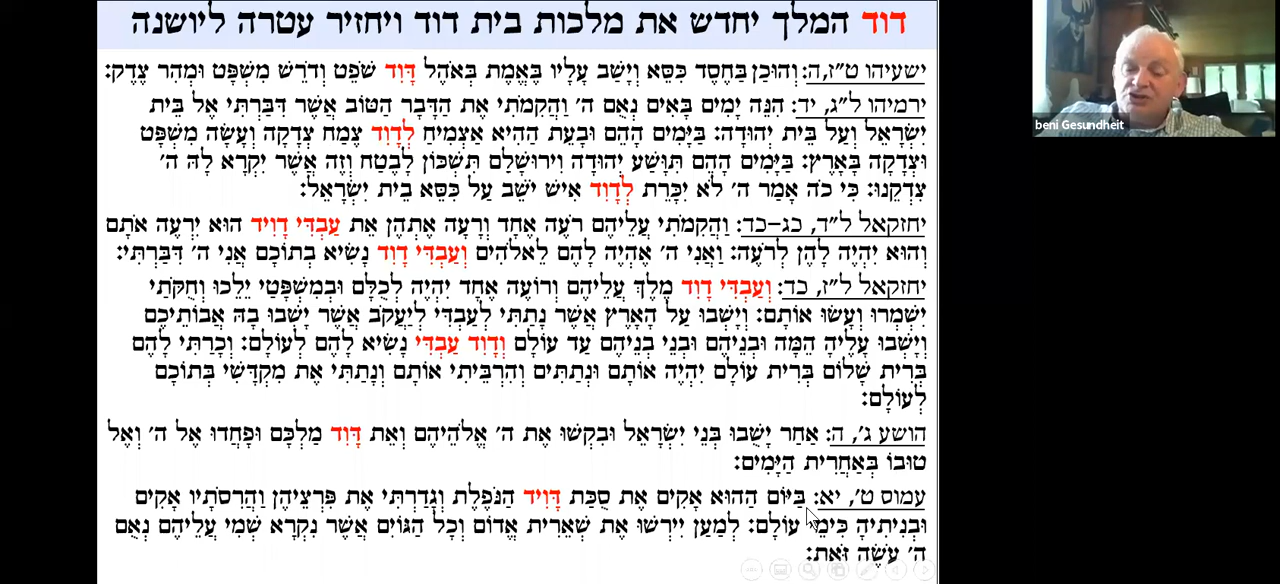 דוד המלך יחדש את מלכות בית דוד ויחזיר עטרה ליושנה
ישעיהו ט״ז,ה: וְהוּכַן בַּחֶסֶד כִּסֵּא וְיָשַׁב עָלָיו בֶּאֱמֶת בְּאֹהֶל דָּוִד שֹׁפֵט וְדֹרֵשׁ מִשְׁפָּט וּמְהִר צֶדֶק:
ירמיהו ל״ג, יד: הִנֵּה יָמִים בָּאִים נְאֻם ה׳ וַהֲקִמֹתִי אֶת הַדָּבָר הַטּוֹב אֲשֶׁר דִּבַּרְתִּי אֶל בֵּית
יִשְׂרָאֵל וְעַל בֵּית יְהוּדָה: בַּיָּמִים הָהֵם וּבָעֵת הַהִיא אַצְמִיחַ לְדָוִד צֶמַח צְדָקָה וְעָשָׂה מִשְׁפָּט
וּצְדָקָה בָּאָרֶץ: בַּיָּמִים הָהֵם תִּוָּשַׁע יְהוּדָה וִירוּשָׁלִַם תִּשְׁכּוֹן לָבֶטַח וְזֶה אֲשֶׁר יִקְרָא לָהּ ה׳
צִדְקֵנוּ: כִּי כֹה אָמַר ה׳ לֹא יִכָּרֵת לְדָוִד אִישׁ יֹשֵׁב עַל כִּסֵּא בֵית יִשְׂרָאֵל:
יחזקאל ל״ד, כג–כד: וַהֲקִמֹתִי עֲלֵיהֶם רֹעֶה אֶחָד וְרָעָה אֶתְהֶן אֵת עַבְדִּי דָוִיד הוּא יִרְעֶה אֹתָם
וְהוּא יִהְיֶה לָהֶן לְרֹעֶה: וַאֲנִי ה׳ אֶהְיֶה לָהֶם לֵאלֹהִים וְעַבְדִּי דָוִד נָשִׂיא בְתוֹכָם אֲנִי ה׳ דִּבַּרְתִּי:
יחזקאל ל״ז, כד: וְעַבְדִּי דָוִד מֶלֶךְ עֲלֵיהֶם וְרוֹעֶה אֶחָד יִהְיֶה לְכֻלָּם וּבְמִשְׁפָּטַי יֵלֵכוּ וְחֻקֹּתַי
יִשְׁמְרוּ וְעָשׂוּ אוֹתָם: וְיָשְׁבוּ עַל הָאָרֶץ אֲשֶׁר נָתַתִּי לְעַבְדִּי לְיַעֲקֹב אֲשֶׁר יָשְׁבוּ בָהּ אֲבוֹתֵיכֶם
וְיָשְׁבוּ עָלֶיהָ הֵמָּה וּבְנֵיהֶם וּבְנֵי בְנֵיהֶם עַד עוֹלָם וְדָוִד עַבְדִּי נָשִׂיא לָהֶם לְעוֹלָם: וְכָרַתִּי לָהֶם
בְּרִית שָׁלוֹם בְּרִית עוֹלָם יִהְיֶה אוֹתָם וּנְתַתִּים וְהִרְבֵּיתִי אוֹתָם וְנָתַתִּי אֶת מִקְדָּשִׁי בְּתוֹכָם
לְעוֹלָם:
הושע ג׳, ה: אַחַר יָשֻׁבוּ בְּנֵי יִשְׂרָאֵל וּבִקְשׁוּ אֶת ה׳ אֱלֹהֵיהֶם וְאֵת דָּוִד מַלְכָּם וּפָחֲדוּ אֶל ה׳ וְאֶל
טוּבוֹ בְּאַחֲרִית הַיָּמִים:
עמוס ט׳, יא: בַּיּוֹם הַהוּא אָקִים אֶת סֻכַּת דָּוִיד הַנֹּפֶלֶת וְגָדַרְתִּי אֶת פִּרְצֵיהֶן וַהֲרִסֹתָיו אָקִים
וּבְנִיתִיהָ כִּימֵי עוֹלָם: לְמַעַן יִירְשׁוּ אֶת שְׁאֵרִית אֱדוֹם וְכָל הַגּוֹיִם אֲשֶׁר נִקְרָא שְׁמִי עֲלֵיהֶם נְאֻם
ה׳ עֹשֶׂה זֹּאת:
beni Gesundheit